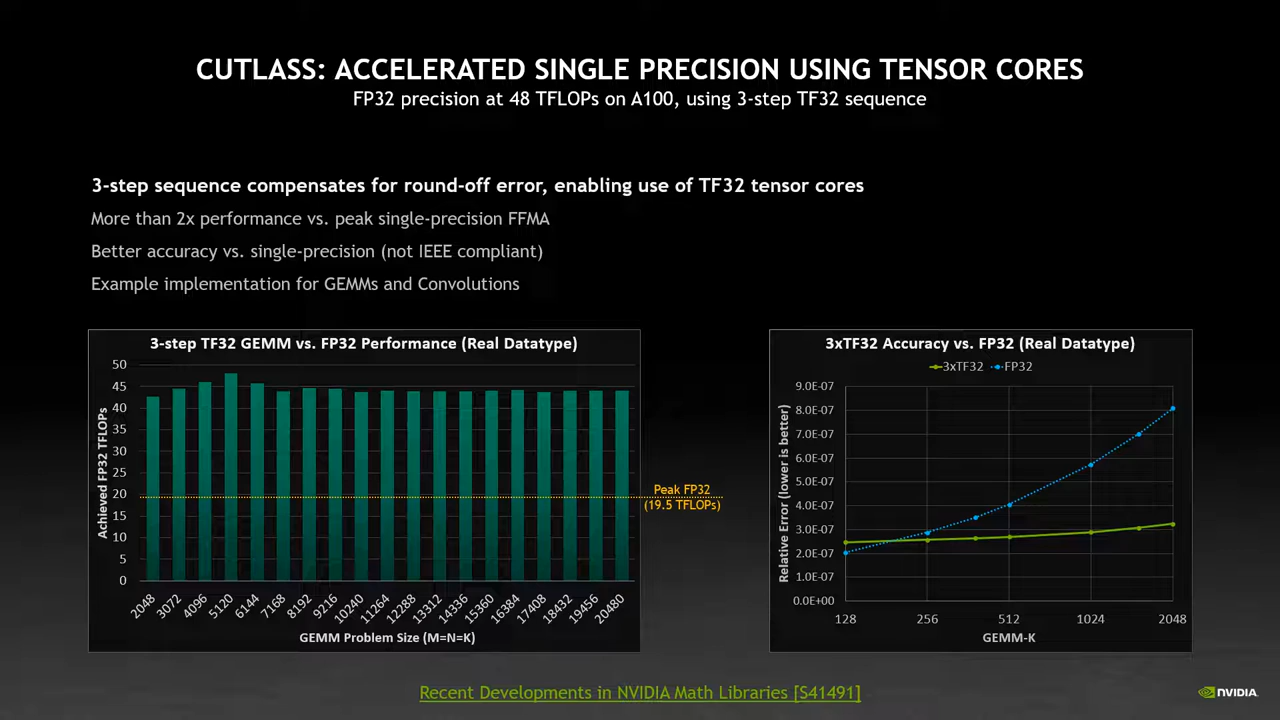 CUTLASS: ACCELERATED SINGLE PRECISION USING TENSOR CORES
FP32 precision at 48 TFLOPs on A100, using 3-step TF32 sequence
3-step sequence compensates for round-off error, enabling use of TF32 tensor cores
More than 2x performance vs. peak single-precision FFMA
Better accuracy vs. single-precision (not IEEE compliant)
Example implementation for GEMMs and Convolutions
3-step TF32 GEMM vs. FP32 Performance (Real Datatype)
Achieved FP32 TFLOPs
50
45
40
35
30
25
20
15
10
5
0
Peak FP32
(19.5 TFLOPs)
2048 3072 4096 5120 6144 7168 8192 9216 10240 11264 12288 13312 14336 15360 16384 17408 18432 19456 20480
GEMM Problem Size (M=N=K)
3xTF32 Accuracy vs. FP32 (Real Datatype)
3xTF32 FP32
Relative Error (lower is better)
9.0E-07
8.0E-07
7.0E-07
6.0E-07
5.0E-07
4.0E-07
3.0E-07
2.0E-07
1.0E-07
0.0E+00
128 256 512 1024 2048
GEMM-K
Recent Developments in NVIDIA Math Libraries [S41491]
NVIDIA.